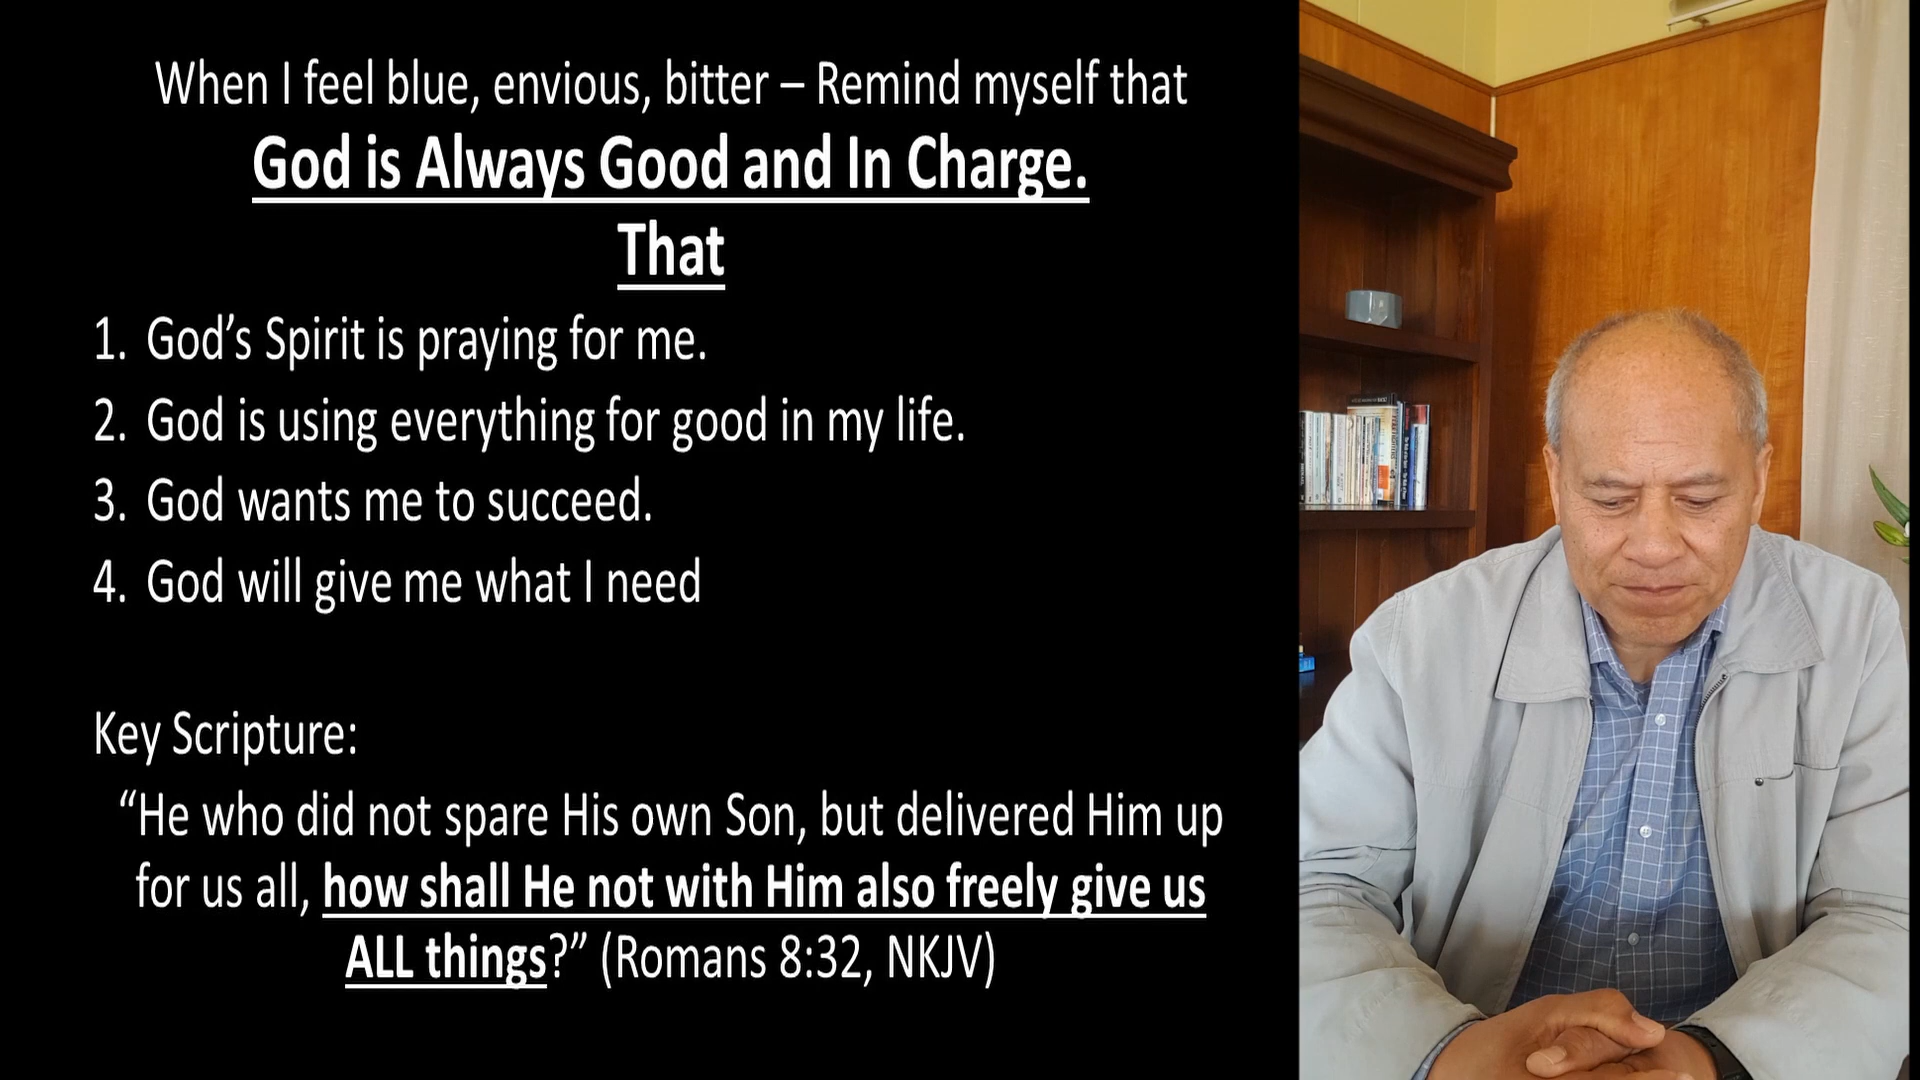 When I feel blue, envious, bitter – Remind myself that
God is Always Good and In Charge.
That
1. God’s Spirit is praying for me.
2. God is using everything for good in my life.
3. God wants me to succeed.
4. God will give me what I need
Key Scripture:
“He who did not spare His own Son, but delivered Him up
for us all, how shall He not with Him also freely give us
ALL things?” (Romans 8:32, NKJV)